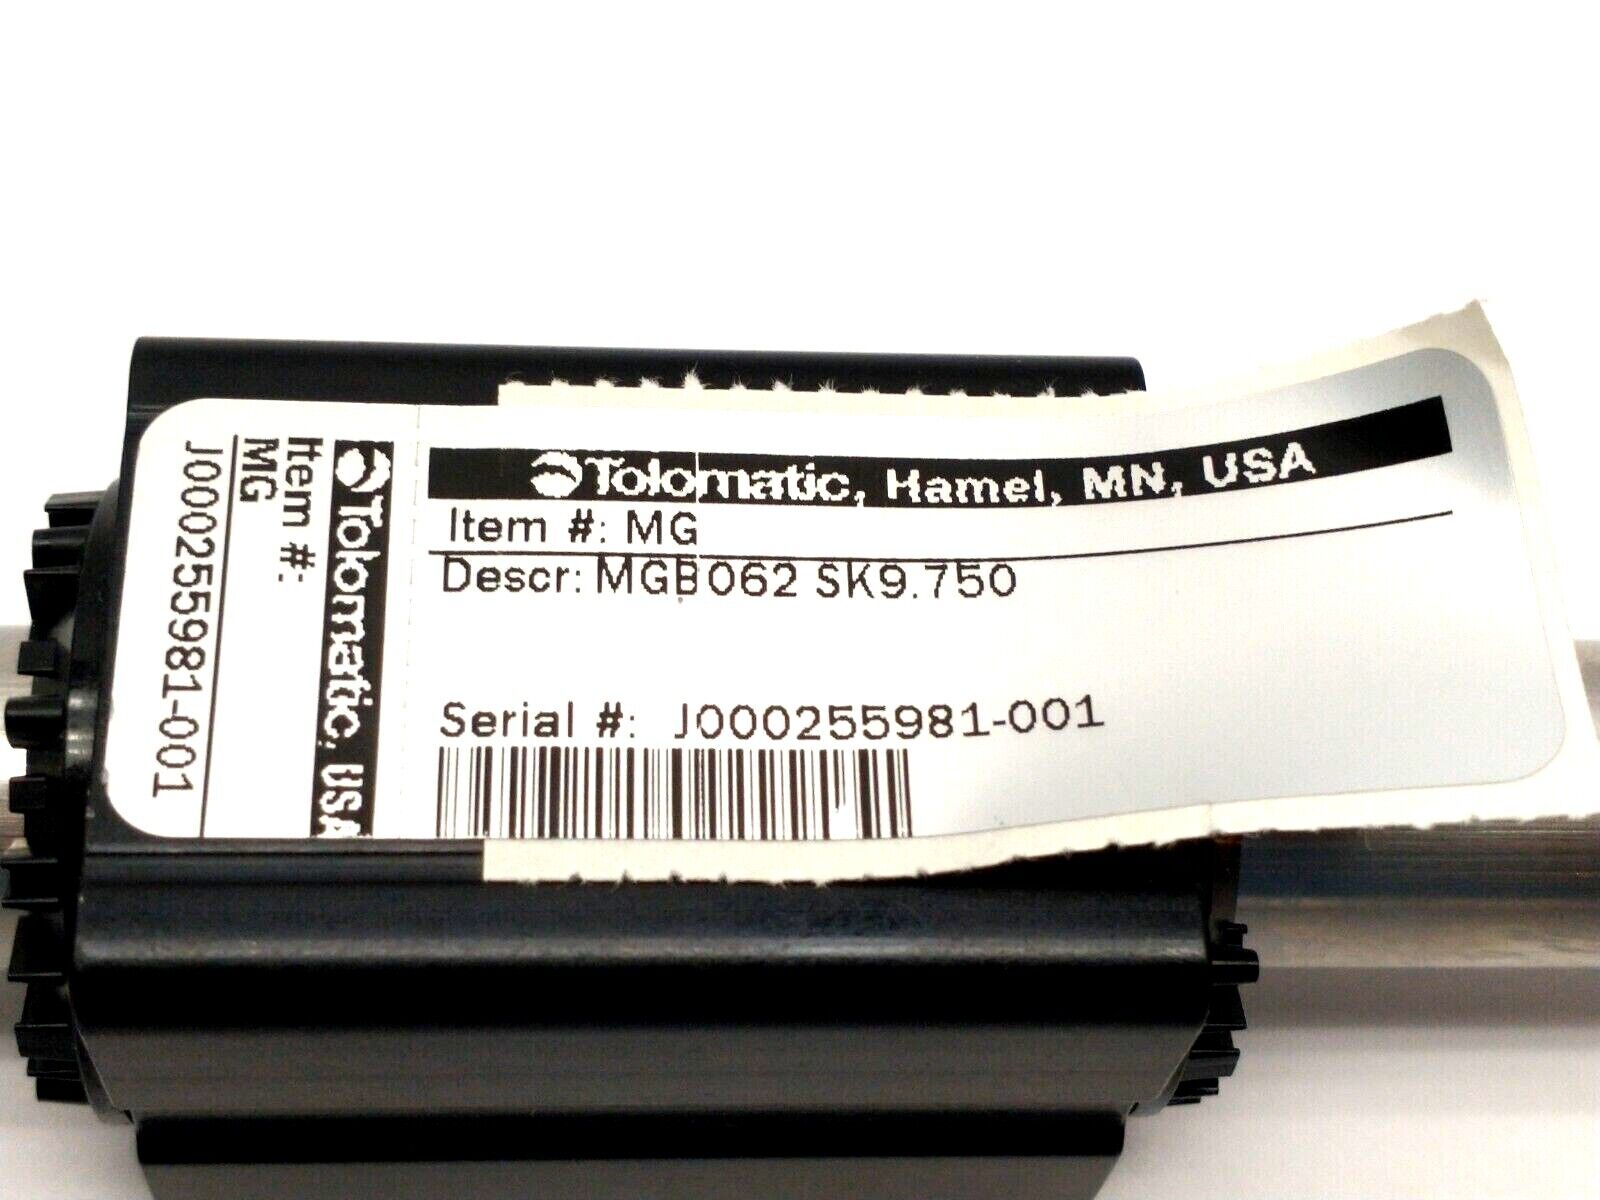 Tolomatic, Hamel, MN, USA
Item #: MG
Descr: MGB062 SK9.750
Serial #: J000255981-001
Tolomatic, USA
Item #:
MG
J000255981-001